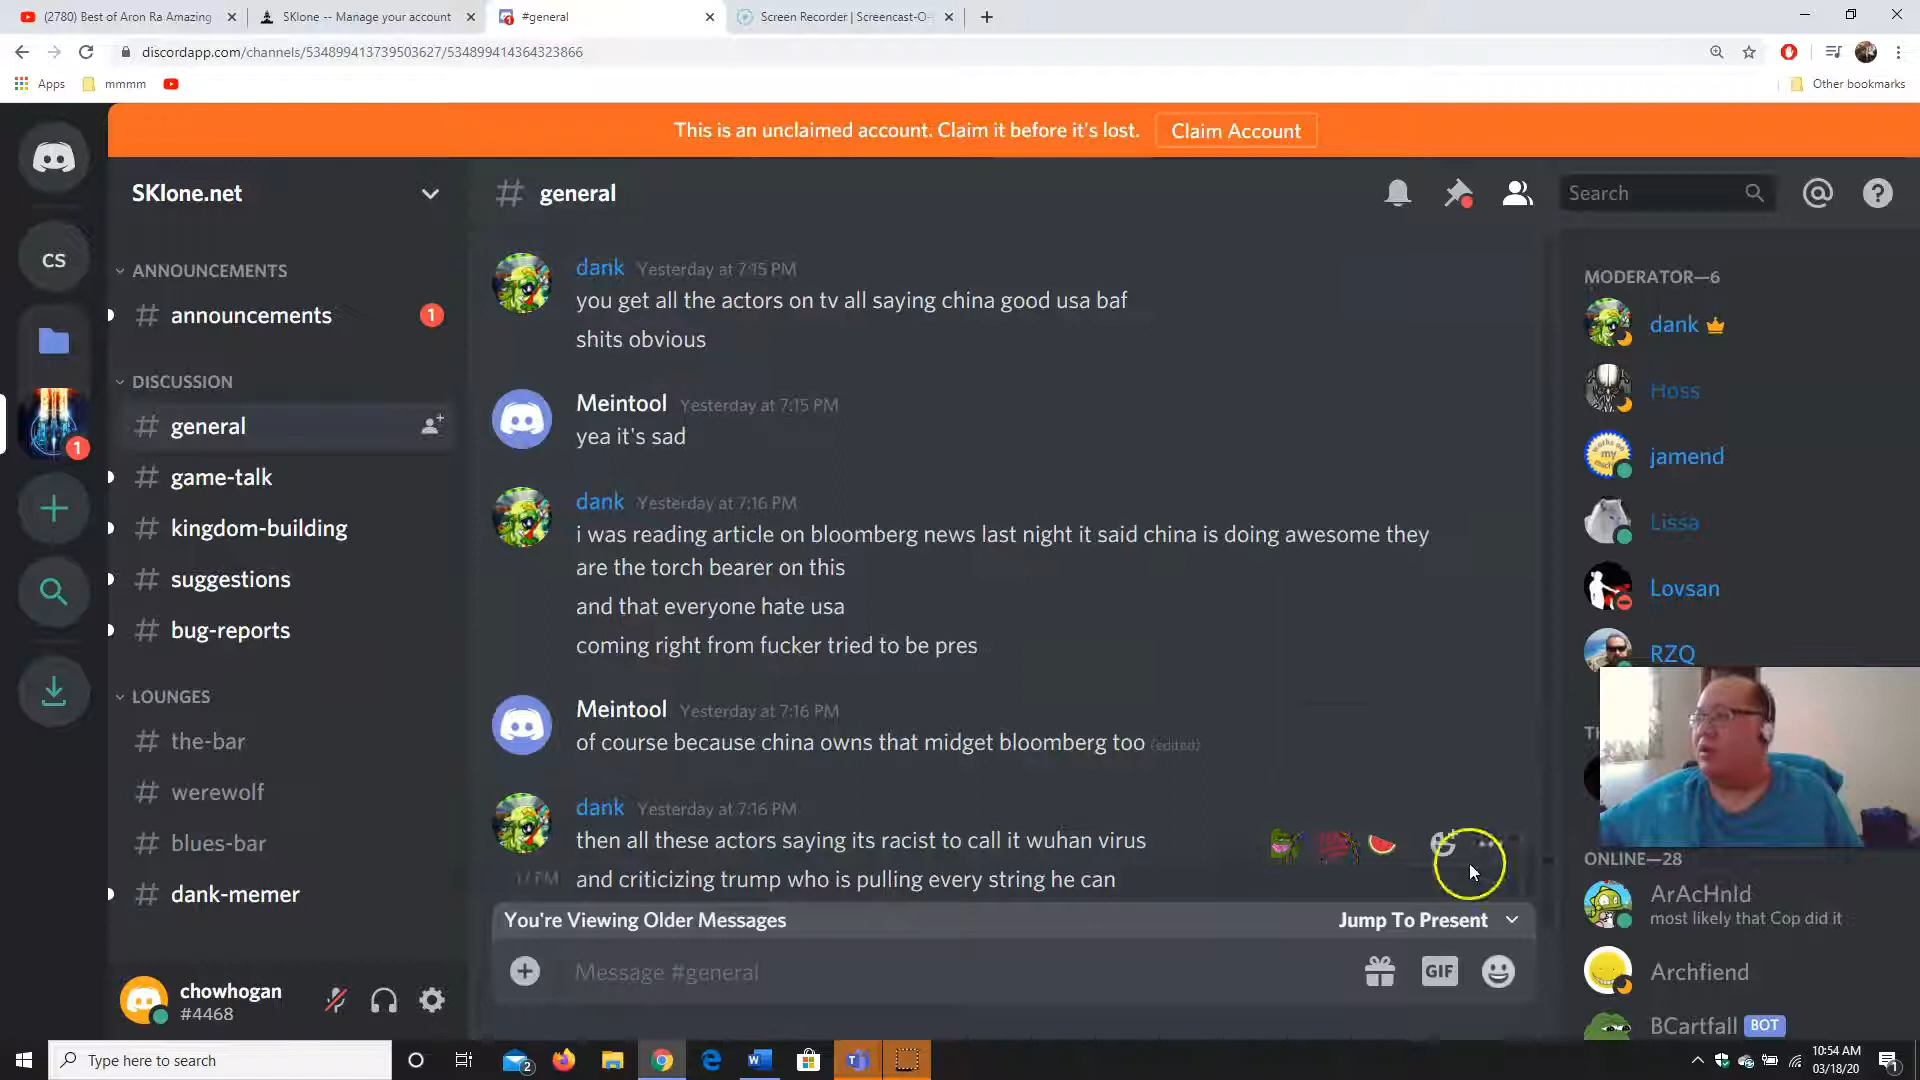 (2780) Best of Aron Ra Amazing
SKlone -- Manage your account
#general
Screen Recorder | Screencast-O-
discordapp.com/channels/534899413739503627/534899414364323866
Apps
mmmm
Other bookmarks
This is an unclaimed account. Claim it before it's lost.
Claim Account
SKlone.net
general
Search
CS
ANNOUNCEMENTS
announcements
1
DISCUSSION
general
1
game-talk
kingdom-building
suggestions
bug-reports
LOUNGES
the-bar
werewolf
blues-bar
dank-memer
chowhogan
#4468
dank Yesterday at 7:15 PM
you get all the actors on tv all saying china good usa baf
shits obvious
Meintool Yesterday at 7:15 PM
yea it's sad
dank Yesterday at 7:16 PM
i was reading article on bloomberg news last night it said china is doing awesome they
are the torch bearer on this
and that everyone hate usa
coming right from fucker tried to be pres
Meintool Yesterday at 7:16 PM
of course because china owns that midget bloomberg too (edited)
dank Yesterday at 7:16 PM
then all these actors saying its racist to call it wuhan virus
and criticizing trump who is pulling every string he can
You're Viewing Older Messages
Jump To Present
Message #general
GIF
MODERATOR—6
dank
Hoss
jamend
Lissa
Lovsan
RZQ
ONLINE—28
ArAcHnId
most likely that Cop did it
Archfiend
BCartfall BOT
Type here to search
2
10:54 AM
03/18/20
1